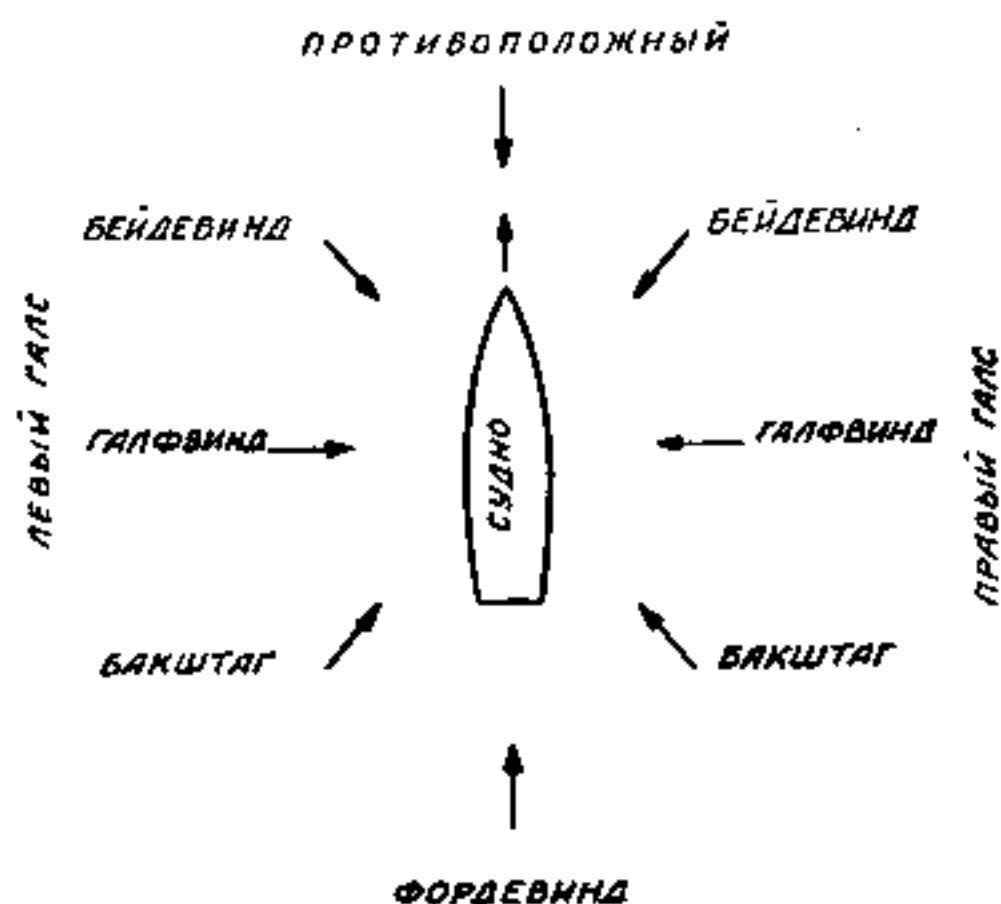 ПРОТИВОПОЛОЖНЫЙ
БЕЙДЕВИНД
БЕЙДЕВИНД
ЛЕВЫЙ ГАЛС
ГАЛФВИНД
СУДНО
ГАЛФВИНД
ПРАВЫЙ ГАЛС
БАКШТАГ
БАКШТАГ
ФОРДЕВИНД